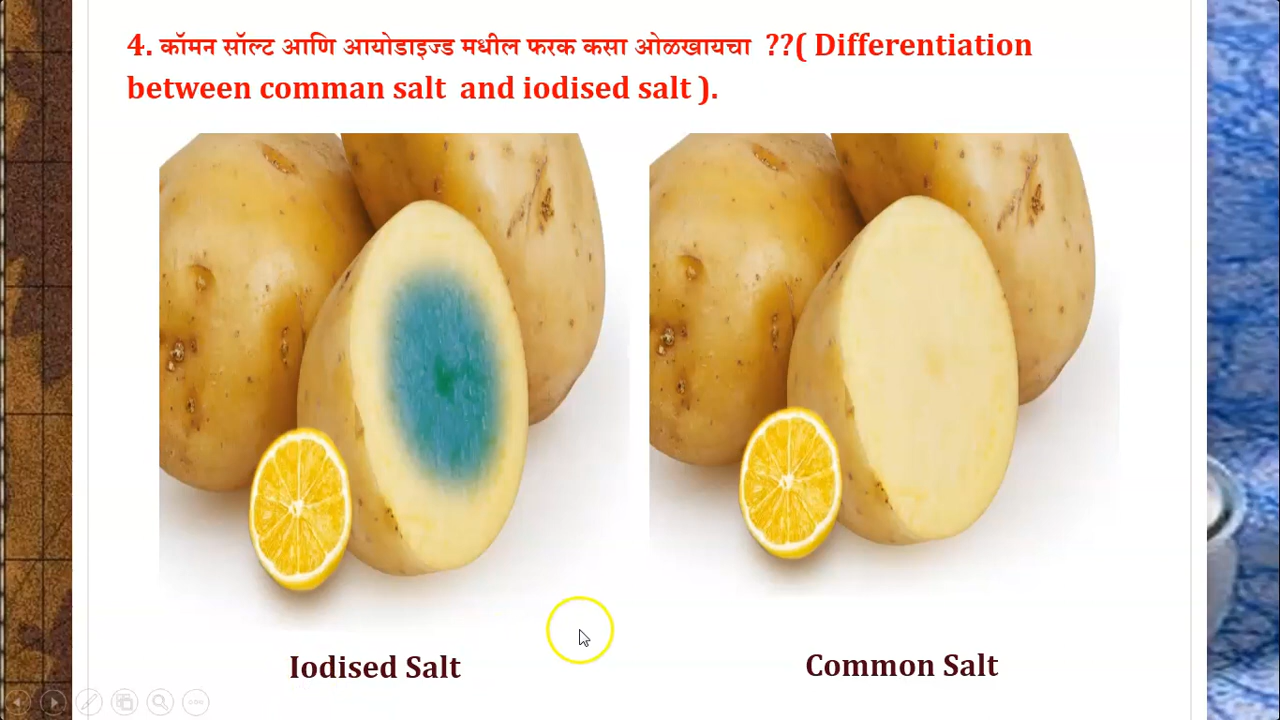 4. कॉमन सॉल्ट आणि आयोडाइज्ड मधील फरक कसा ओळखायचा ??( Differentiation
between comman salt and iodised salt ).
Iodised Salt
Common Salt